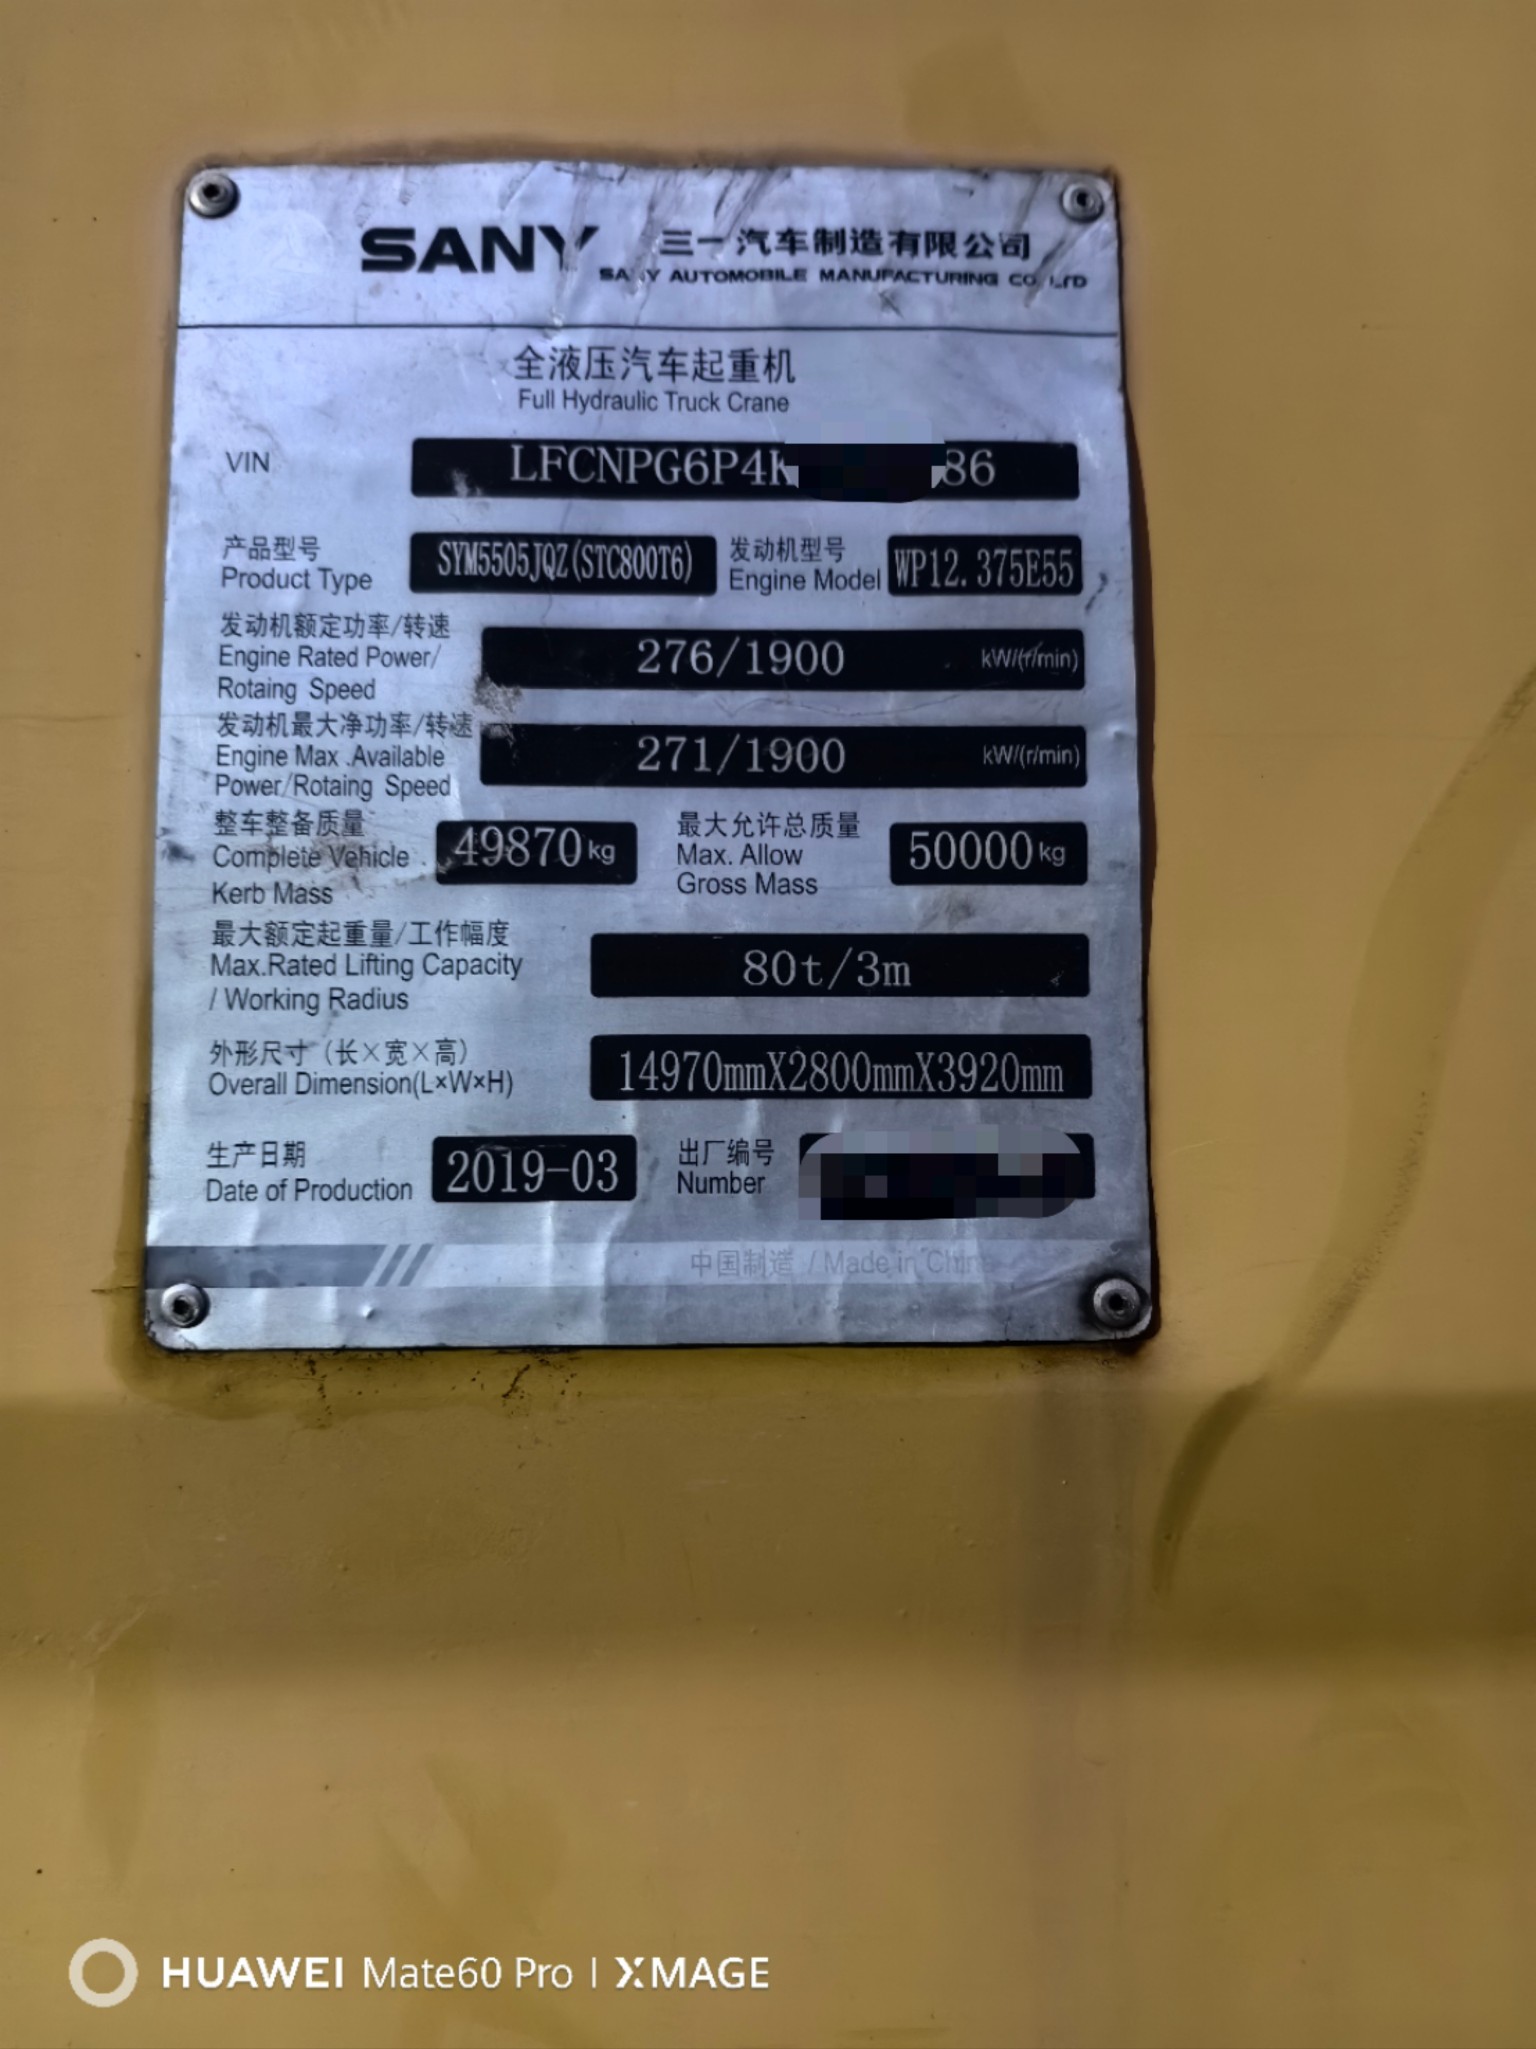 SANY 三一汽车制造有限公司
SANY AUTOMOBILE MANUFACTURING CO., LTD
全液压汽车起重机
Full Hydraulic Truck Crane
VIN LFCNPG6P4K 86
产品型号 SYM5505JQZ(STC800T6) 发动机型号 WP12.375E55
Product Type Engine Model
发动机额定功率/转速
Engine Rated Power/ 276/1900 kW/(r/min)
Rotaing Speed
发动机最大净功率/转速
Engine Max .Available 271/1900 kW/(r/min)
Power/Rotaing Speed
整车整备质量 49870kg 最大允许总质量 50000kg
Complete Vehicle Max. Allow
Kerb Mass Gross Mass
最大额定起重量/工作幅度
Max.Rated Lifting Capacity 80t/3m
/ Working Radius
外形尺寸（长×宽×高）
Overall Dimension(L×W×H) 14970mmX2800mmX3920mm
生产日期 2019-03 出厂编号
Date of Production Number
中国制造 / Made in China
HUAWEI Mate60 Pro | XMAGE